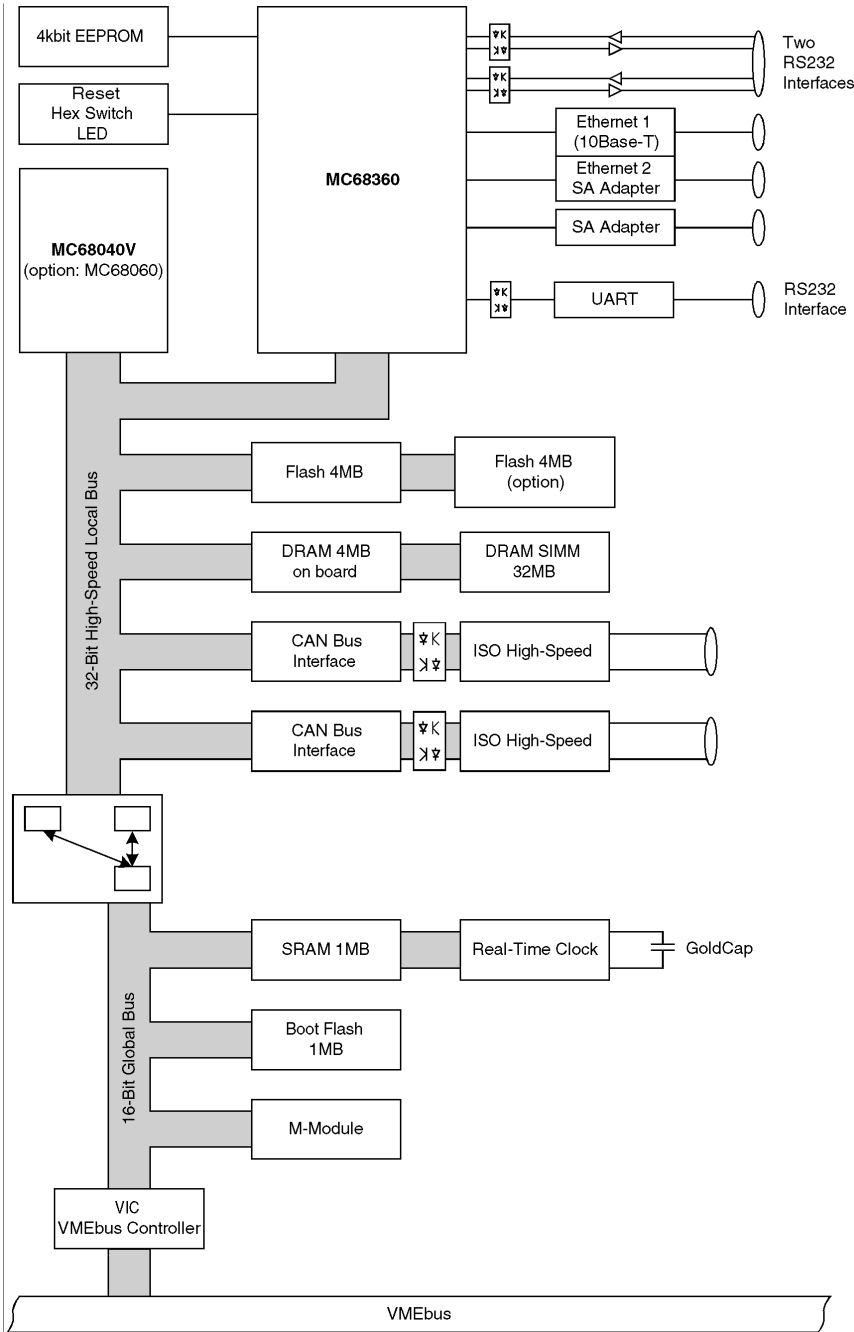 4kbit EEPROM
Reset
Hex Switch
LED
MC68040V
(option: MC68060)
MC68360
Two
RS232
Interfaces
Ethernet 1
(10Base-T)
Ethernet 2
SA Adapter
SA Adapter
UART
RS232
Interface
32-Bit High-Speed Local Bus
Flash 4MB
Flash 4MB
(option)
DRAM 4MB
on board
DRAM SIMM
32MB
CAN Bus
Interface
ISO High-Speed
CAN Bus
Interface
ISO High-Speed
16-Bit Global Bus
SRAM 1MB
Real-Time Clock
GoldCap
Boot Flash
1MB
M-Module
VIC
VMEbus Controller
VMEbus